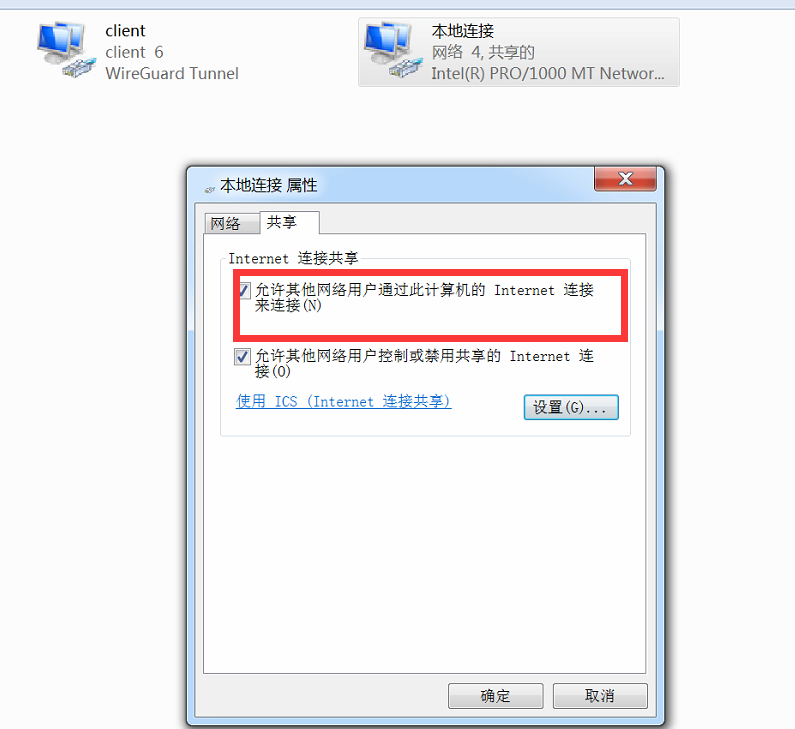 client
client 6
WireGuard Tunnel
本地连接
网络 4, 共享的
Intel(R) PRO/1000 MT Networ...
本地连接 属性
网络
共享
Internet 连接共享
允许其他网络用户通过此计算机的 Internet 连接
来连接(N)
允许其他网络用户控制或禁用共享的 Internet 连
接(O)
使用 ICS (Internet 连接共享)
设置(G)...
确定
取消